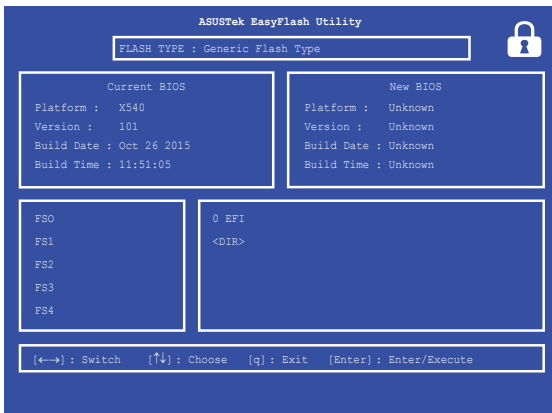 ASUSTek EasyFlash Utility
FLASH TYPE : Generic Flash Type
Current BIOS
Platform : X540
Version : 101
Build Date : Oct 26 2015
Build Time : 11:51:05
New BIOS
Platform : Unknown
Version : Unknown
Build Date : Unknown
Build Time : Unknown
FSO
FS1
FS2
FS3
FS4
0 EFI
<DIR>
[←→] : Switch [↑↓] : Choose [q] : Exit [Enter] : Enter/Execute